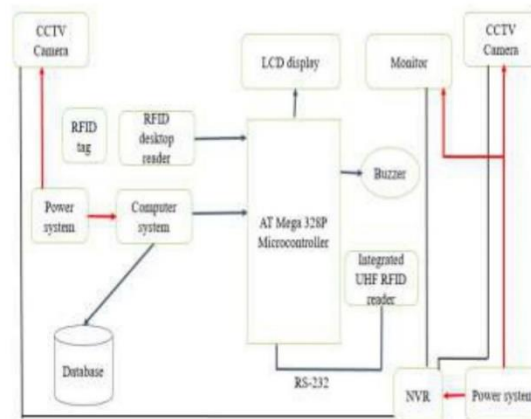 CCTV
Camera
LCD display
Monitor
CCTV
Camera
RFID
tag
RFID
desktop
reader
Buzzer
Power
system
Computer
system
AT Mega 328P
Microcontroller
Integrated
UHF RFID
reader
Database
RS-232
NVR
Power system